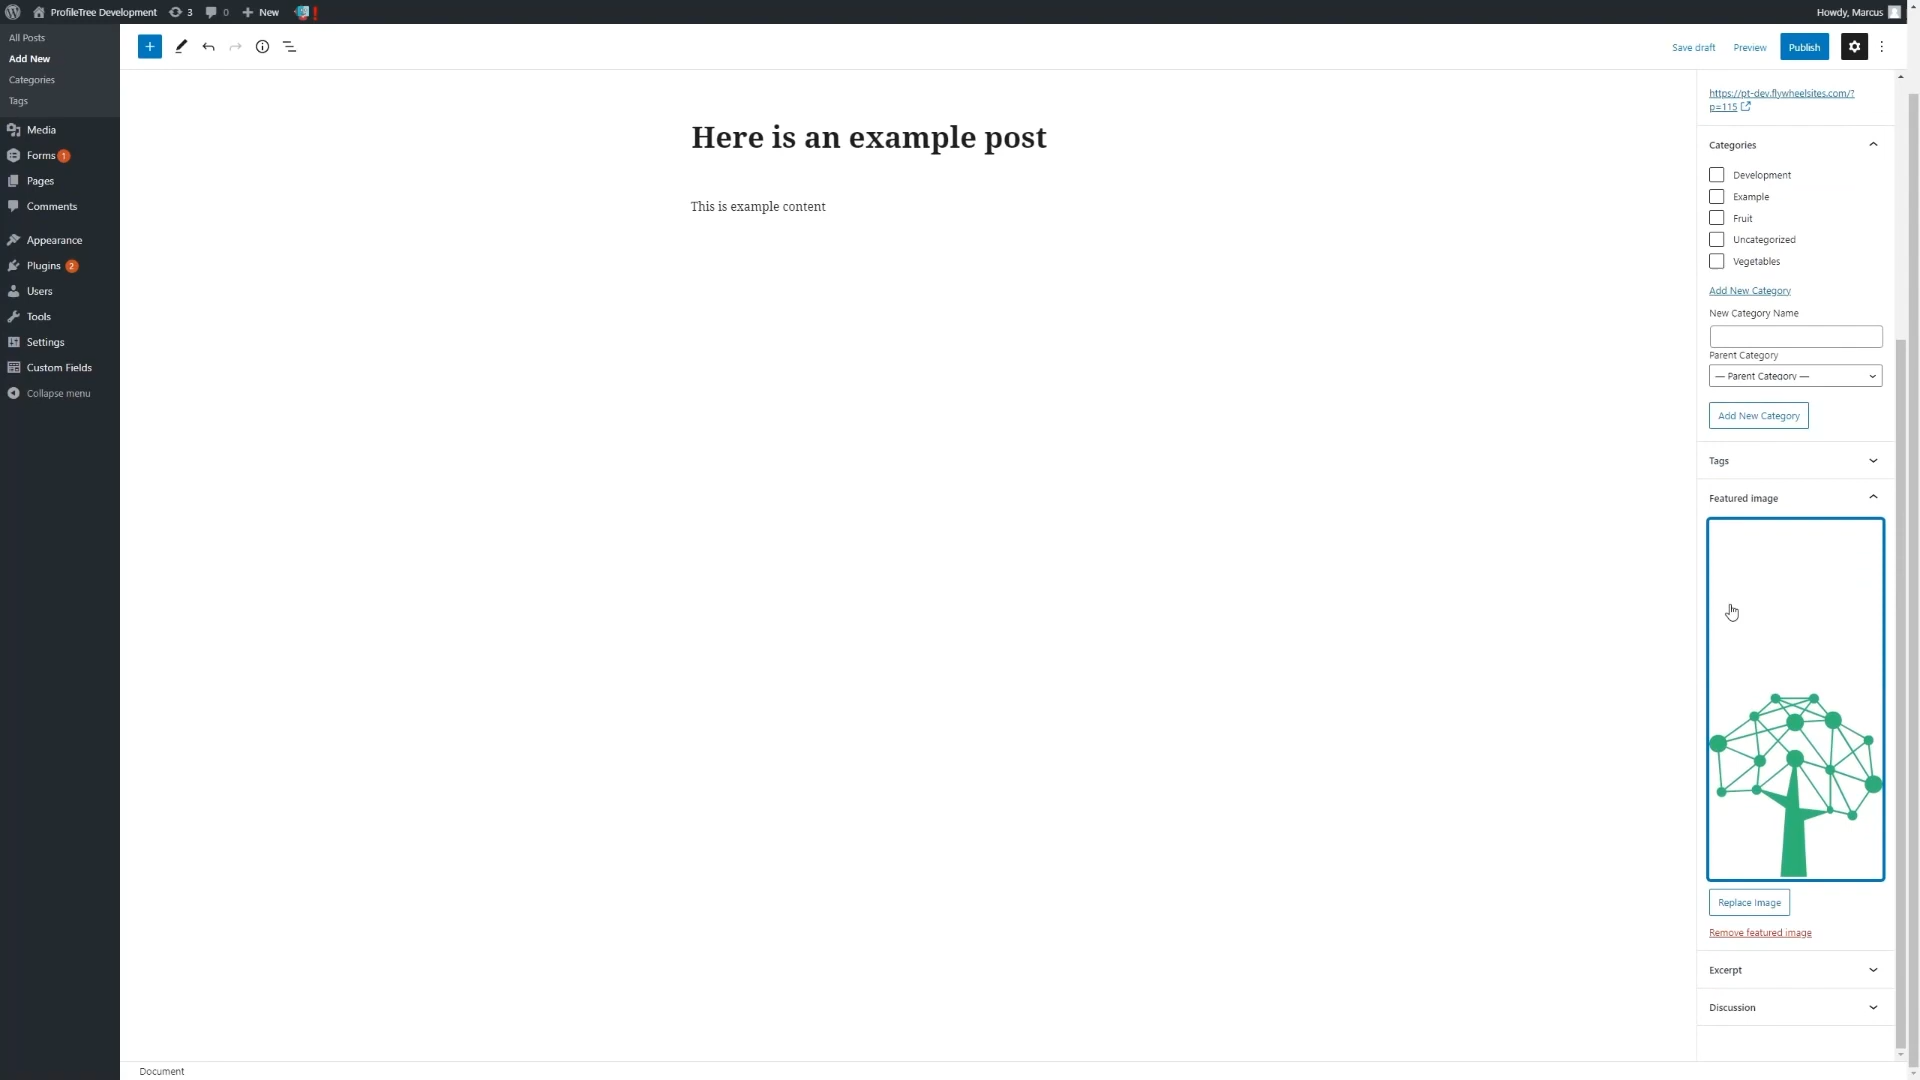 ProfileTree Development 3 0 New ! Howdy, Marcus
All Posts
Add New
Categories
Tags
Media
Forms 1
Pages
Comments
Appearance
Plugins 2
Users
Tools
Settings
Custom Fields
Collapse menu
Save draft Preview Publish
Here is an example post
This is example content
https://pt-dev.flywheelsites.com/?
p=115
Categories
Development
Example
Fruit
Uncategorized
Vegetables
Add New Category
New Category Name
Parent Category
— Parent Category —
Add New Category
Tags
Featured image
Replace Image
Remove featured image
Excerpt
Discussion
Document